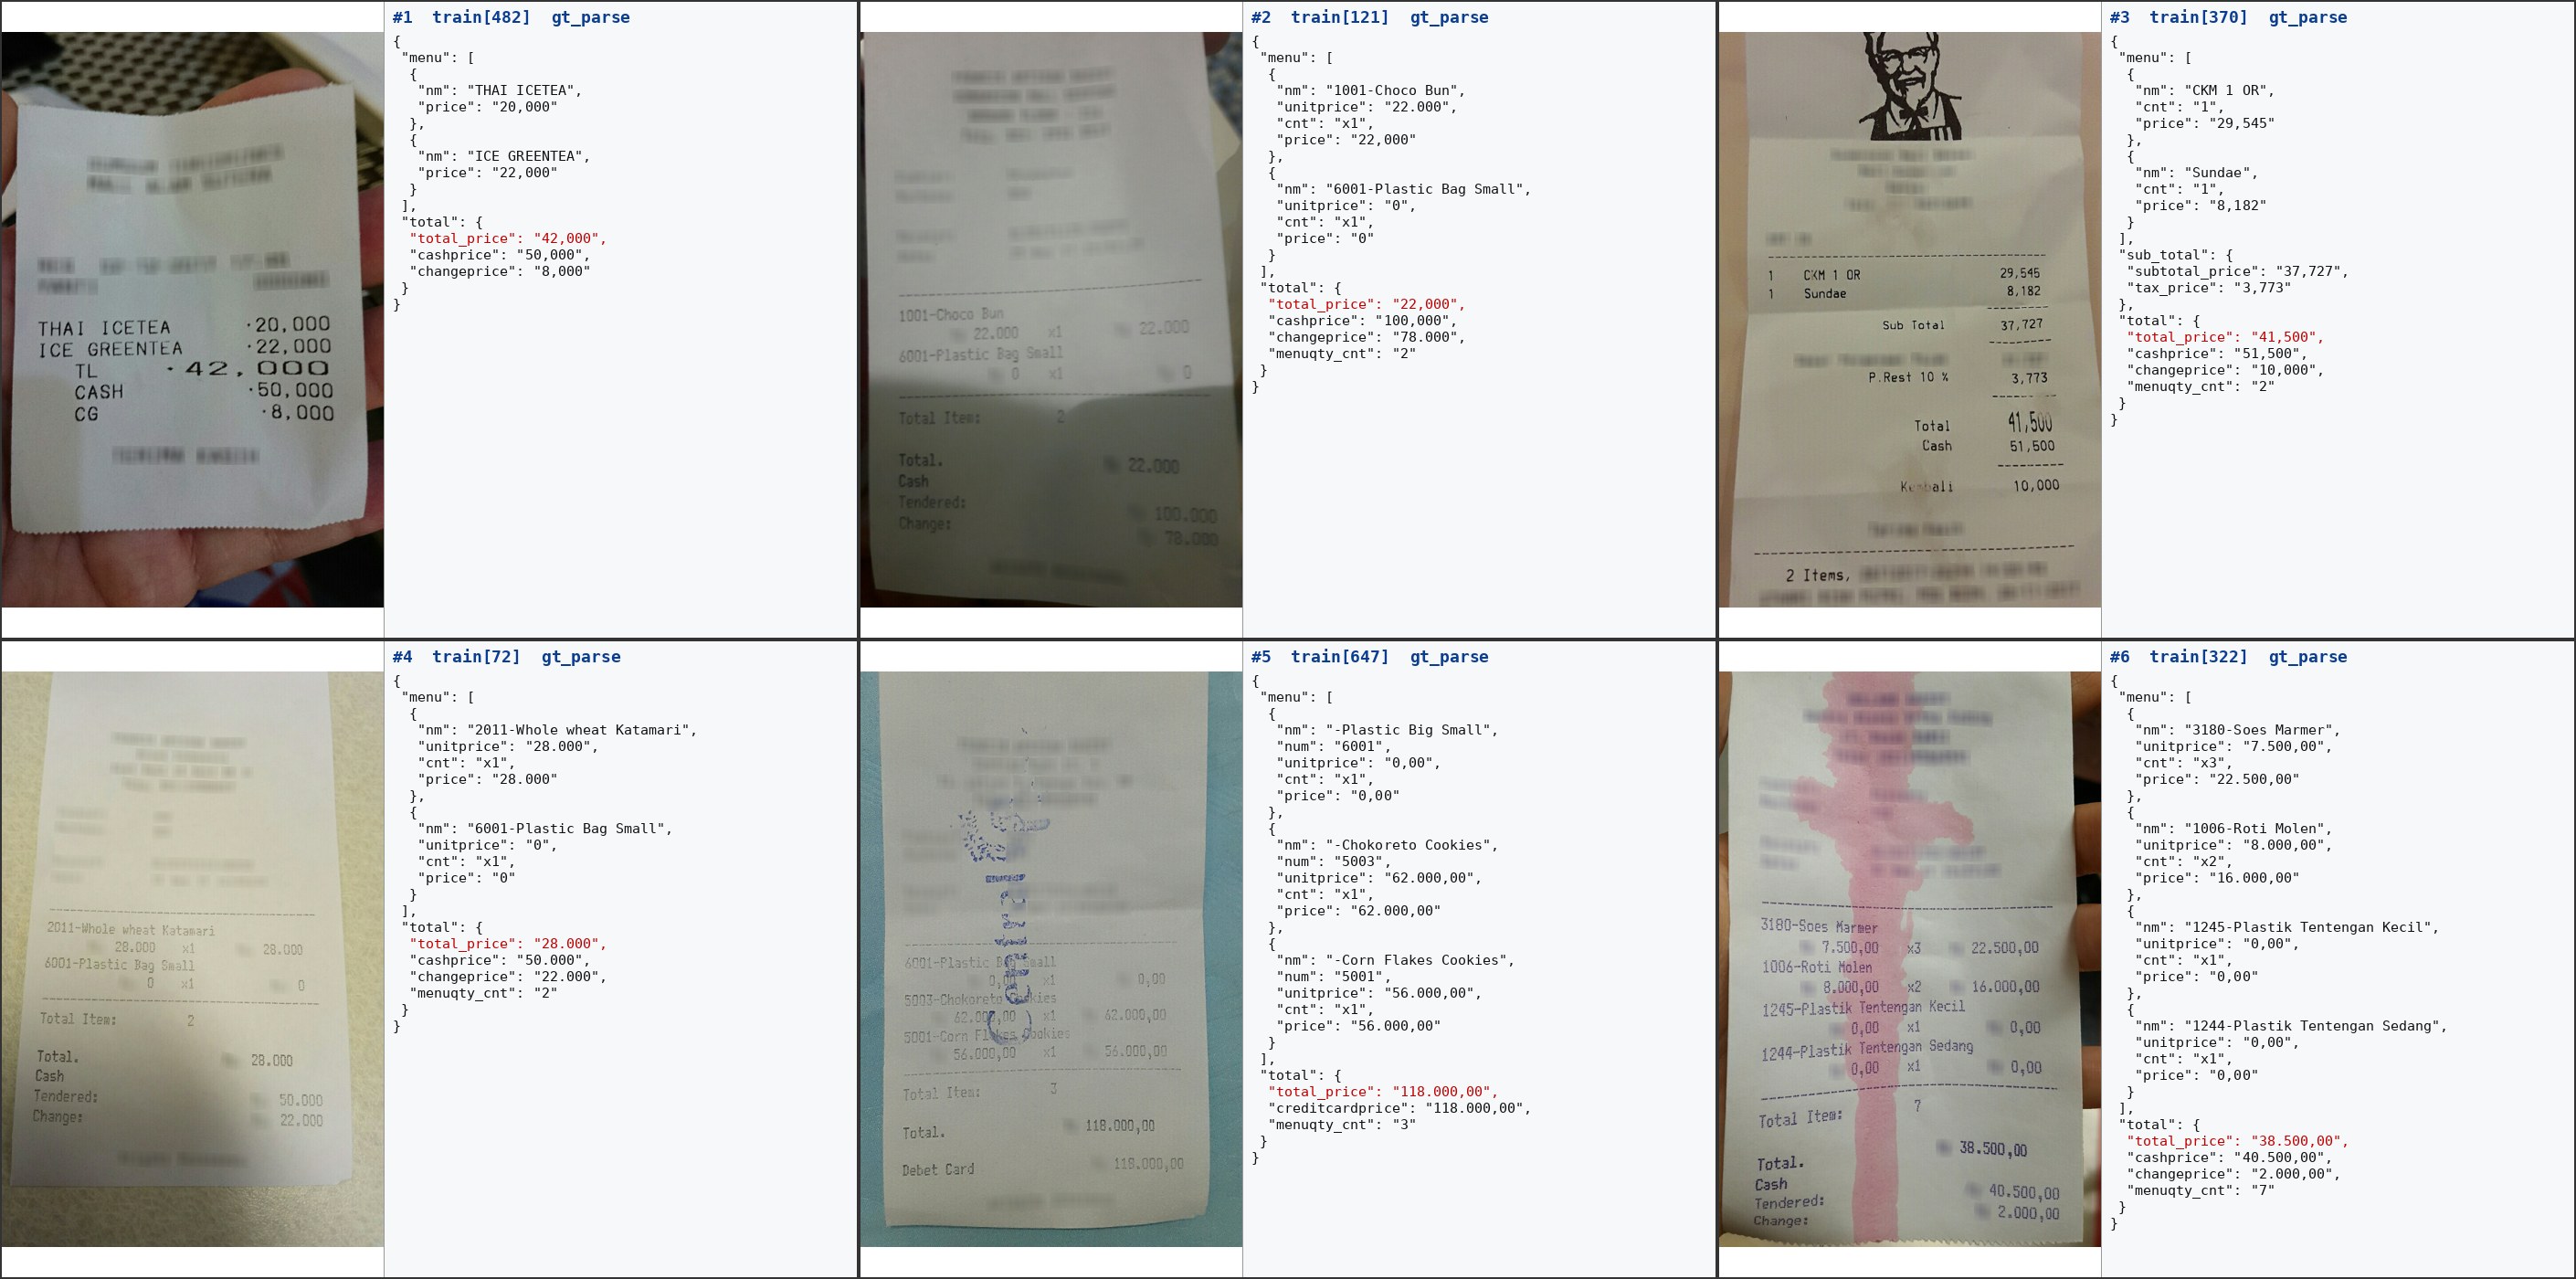 #1 train[482] gt_parse
THAI ICETEA ·20,000
ICE GREENTEA ·22,000
TL ·42,000
CASH ·50,000
CG ·8,000
{
"menu": [
{
"nm": "THAI ICETEA",
"price": "20,000"
},
{
"nm": "ICE GREENTEA",
"price": "22,000"
}
],
"total": {
"total_price": "42,000",
"cashprice": "50,000",
"changeprice": "8,000"
}
}
#2 train[121] gt_parse
1001-Choco Bun
22.000 x1 22.000
6001-Plastic Bag Small
0 x1 0
Total Item: 2
Total. 22.000
Cash
Tendered: 100.000
Change: 78.000
{
"menu": [
{
"nm": "1001-Choco Bun",
"unitprice": "22.000",
"cnt": "x1",
"price": "22,000"
},
{
"nm": "6001-Plastic Bag Small",
"unitprice": "0",
"cnt": "x1",
"price": "0"
}
],
"total": {
"total_price": "22,000",
"cashprice": "100,000",
"changeprice": "78.000",
"menuqty_cnt": "2"
}
}
#3 train[370] gt_parse
1 CKM 1 OR 29,545
1 Sundae 8,182
Sub Total 37,727
P.Rest 10 % 3,773
Total 41,500
Cash 51,500
Kembali 10,000
2 Items,
{
"menu": [
{
"nm": "CKM 1 OR",
"cnt": "1",
"price": "29,545"
},
{
"nm": "Sundae",
"cnt": "1",
"price": "8,182"
}
],
"sub_total": {
"subtotal_price": "37,727",
"tax_price": "3,773"
},
"total": {
"total_price": "41,500",
"cashprice": "51,500",
"changeprice": "10,000",
"menuqty_cnt": "2"
}
}
#4 train[72] gt_parse
2011-Whole wheat Katamari
28.000 x1 28.000
6001-Plastic Bag Small
0 x1 0
Total Item: 2
Total. 28.000
Cash
Tendered: 50.000
Change: 22.000
{
"menu": [
{
"nm": "2011-Whole wheat Katamari",
"unitprice": "28.000",
"cnt": "x1",
"price": "28.000"
},
{
"nm": "6001-Plastic Bag Small",
"unitprice": "0",
"cnt": "x1",
"price": "0"
}
],
"total": {
"total_price": "28.000",
"cashprice": "50.000",
"changeprice": "22.000",
"menuqty_cnt": "2"
}
}
#5 train[647] gt_parse
6001-Plastic Bag Small
0,00 x1 0,00
5003-Chokoreto Cookies
62.000,00 x1 62.000,00
5001-Corn Flakes Cookies
56.000,00 x1 56.000,00
Total Item: 3
Total. 118.000,00
Debet Card 118.000,00
{
"menu": [
{
"nm": "-Plastic Big Small",
"num": "6001",
"unitprice": "0,00",
"cnt": "x1",
"price": "0,00"
},
{
"nm": "-Chokoreto Cookies",
"num": "5003",
"unitprice": "62.000,00",
"cnt": "x1",
"price": "62.000,00"
},
{
"nm": "-Corn Flakes Cookies",
"num": "5001",
"unitprice": "56.000,00",
"cnt": "x1",
"price": "56.000,00"
}
],
"total": {
"total_price": "118.000,00",
"creditcardprice": "118.000,00",
"menuqty_cnt": "3"
}
}
#6 train[322] gt_parse
3180-Soes Marmer
7.500,00 x3 22.500,00
1006-Roti Molen
8.000,00 x2 16.000,00
1245-Plastik Tentengan Kecil
0,00 x1 0,00
1244-Plastik Tentengan Sedang
0,00 x1 0,00
Total Item: 7
Total. 38.500,00
Cash
Tendered: 40.500,00
Change: 2.000,00
{
"menu": [
{
"nm": "3180-Soes Marmer",
"unitprice": "7.500,00",
"cnt": "x3",
"price": "22.500,00"
},
{
"nm": "1006-Roti Molen",
"unitprice": "8.000,00",
"cnt": "x2",
"price": "16.000,00"
},
{
"nm": "1245-Plastik Tentengan Kecil",
"unitprice": "0,00",
"cnt": "x1",
"price": "0,00"
},
{
"nm": "1244-Plastik Tentengan Sedang",
"unitprice": "0,00",
"cnt": "x1",
"price": "0,00"
}
],
"total": {
"total_price": "38.500,00",
"cashprice": "40.500,00",
"changeprice": "2.000,00",
"menuqty_cnt": "7"
}
}